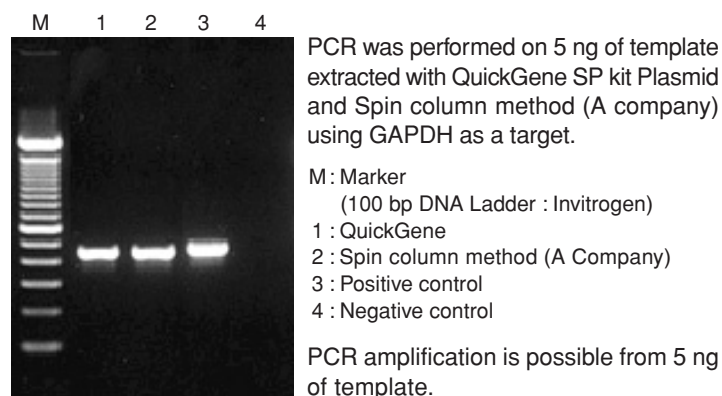 M 1 2 3 4
PCR was performed on 5 ng of template
extracted with QuickGene SP kit Plasmid
and Spin column method (A company)
using GAPDH as a target.
M : Marker
(100 bp DNA Ladder : Invitrogen)
1 : QuickGene
2 : Spin column method (A Company)
3 : Positive control
4 : Negative control
PCR amplification is possible from 5 ng
of template.